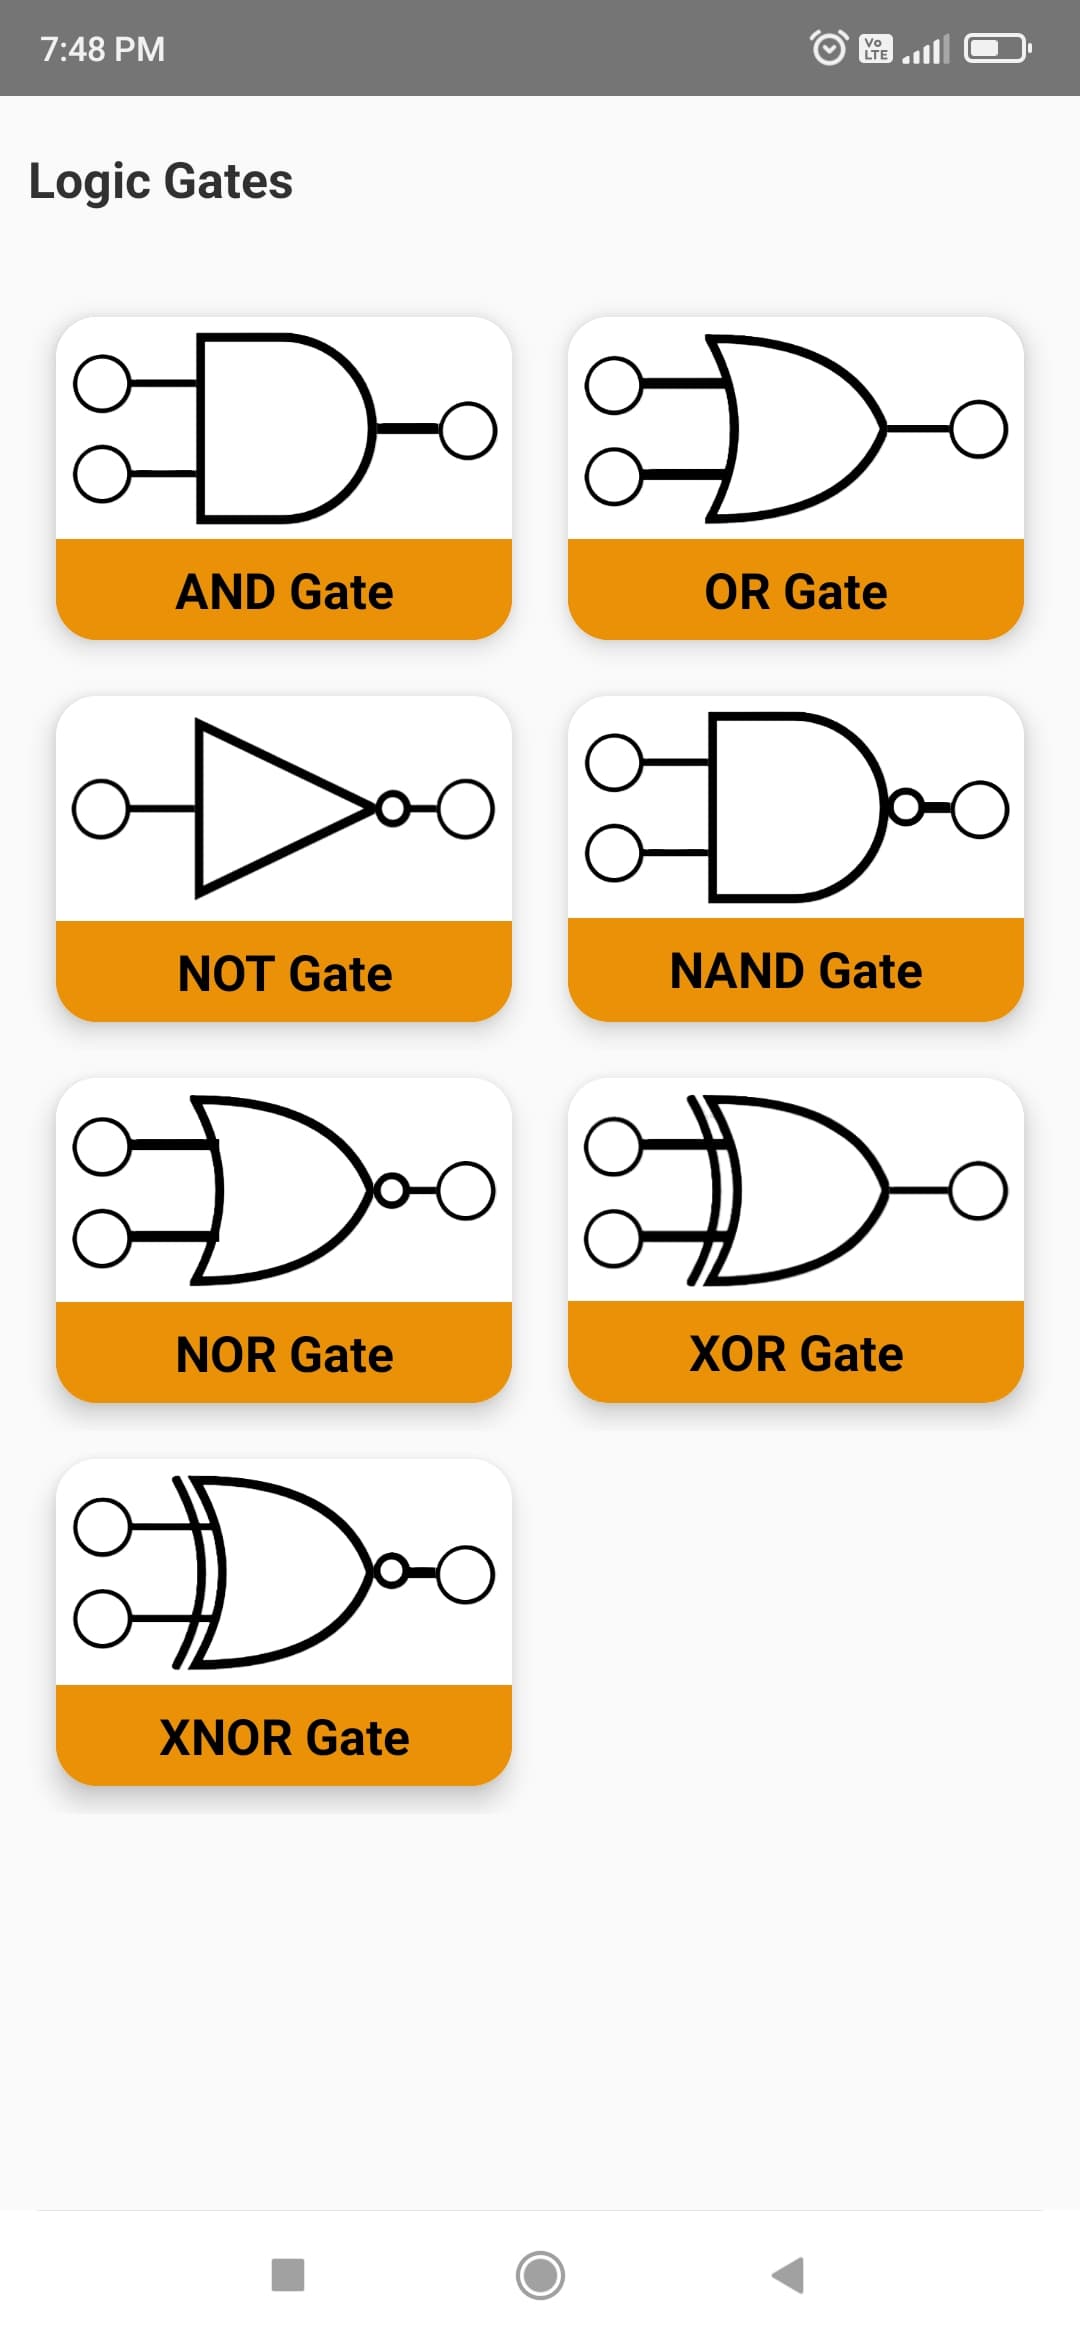 7:48 PM
Vo
LTE
Logic Gates
AND Gate
OR Gate
NOT Gate
NAND Gate
NOR Gate
XOR Gate
XNOR Gate